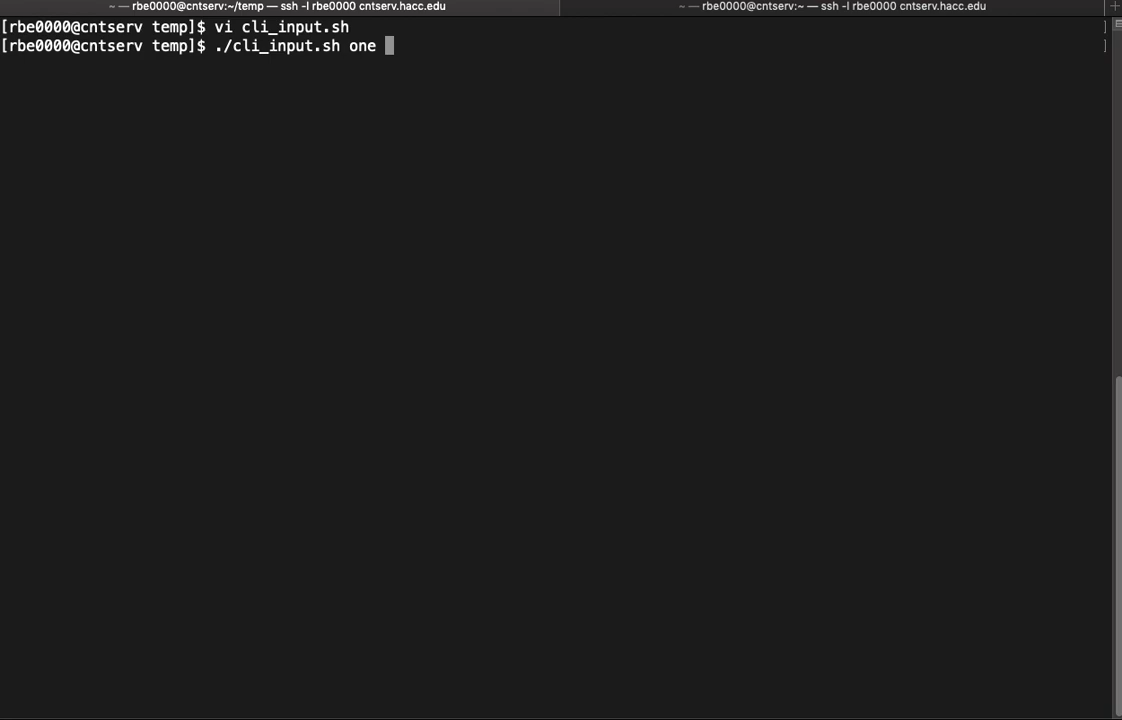 ~ — rbe0000@cntserv:~/temp — ssh -l rbe0000 cntserv.hacc.edu
~ — rbe0000@cntserv:~ — ssh -l rbe0000 cntserv.hacc.edu
[rbe0000@cntserv temp]$ vi cli_input.sh ]
[rbe0000@cntserv temp]$ ./cli_input.sh one ]